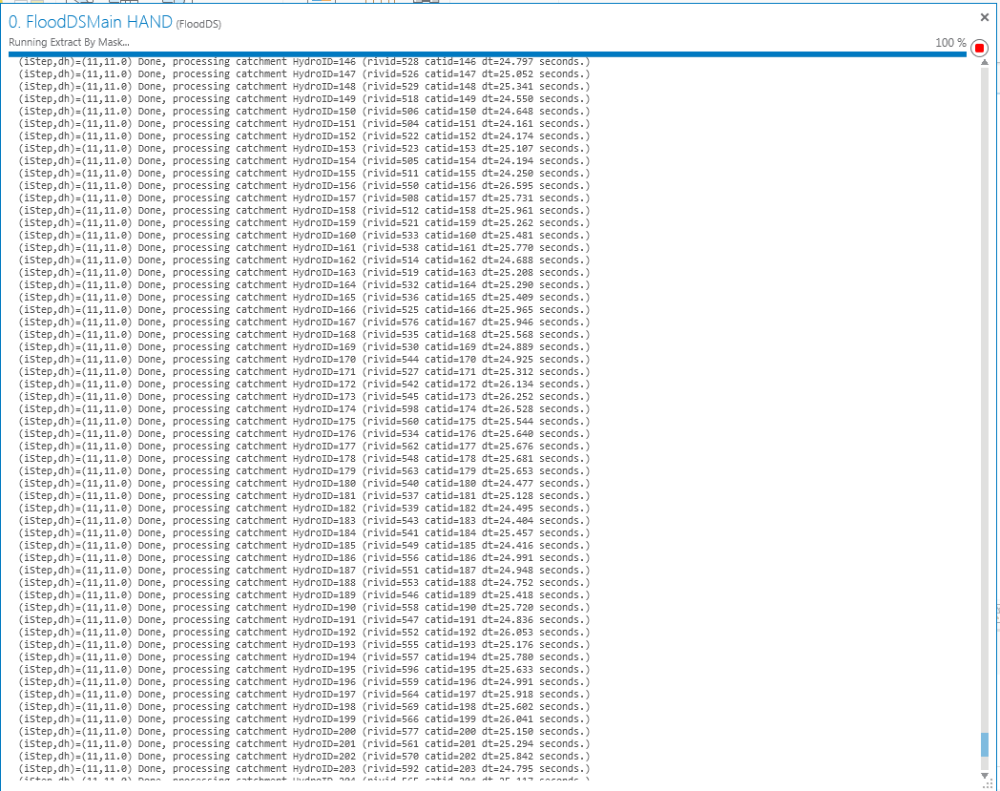 0. FloodDSMain HAND (FloodDS)
Running Extract By Mask... 100 %
(iStep,dh)=(11,11.0) Done, processing catchment HydroID=146 (rivid=528 catid=146 dt=24.797 seconds.)
(iStep,dh)=(11,11.0) Done, processing catchment HydroID=147 (rivid=526 catid=147 dt=25.052 seconds.)
(iStep,dh)=(11,11.0) Done, processing catchment HydroID=148 (rivid=529 catid=148 dt=25.341 seconds.)
(iStep,dh)=(11,11.0) Done, processing catchment HydroID=149 (rivid=518 catid=149 dt=24.550 seconds.)
(iStep,dh)=(11,11.0) Done, processing catchment HydroID=150 (rivid=506 catid=150 dt=24.648 seconds.)
(iStep,dh)=(11,11.0) Done, processing catchment HydroID=151 (rivid=504 catid=151 dt=24.161 seconds.)
(iStep,dh)=(11,11.0) Done, processing catchment HydroID=152 (rivid=522 catid=152 dt=24.174 seconds.)
(iStep,dh)=(11,11.0) Done, processing catchment HydroID=153 (rivid=523 catid=153 dt=25.107 seconds.)
(iStep,dh)=(11,11.0) Done, processing catchment HydroID=154 (rivid=505 catid=154 dt=24.194 seconds.)
(iStep,dh)=(11,11.0) Done, processing catchment HydroID=155 (rivid=511 catid=155 dt=24.250 seconds.)
(iStep,dh)=(11,11.0) Done, processing catchment HydroID=156 (rivid=550 catid=156 dt=26.595 seconds.)
(iStep,dh)=(11,11.0) Done, processing catchment HydroID=157 (rivid=508 catid=157 dt=25.731 seconds.)
(iStep,dh)=(11,11.0) Done, processing catchment HydroID=158 (rivid=512 catid=158 dt=25.961 seconds.)
(iStep,dh)=(11,11.0) Done, processing catchment HydroID=159 (rivid=521 catid=159 dt=25.262 seconds.)
(iStep,dh)=(11,11.0) Done, processing catchment HydroID=160 (rivid=533 catid=160 dt=25.481 seconds.)
(iStep,dh)=(11,11.0) Done, processing catchment HydroID=161 (rivid=538 catid=161 dt=25.770 seconds.)
(iStep,dh)=(11,11.0) Done, processing catchment HydroID=162 (rivid=514 catid=162 dt=24.688 seconds.)
(iStep,dh)=(11,11.0) Done, processing catchment HydroID=163 (rivid=519 catid=163 dt=25.208 seconds.)
(iStep,dh)=(11,11.0) Done, processing catchment HydroID=164 (rivid=532 catid=164 dt=25.290 seconds.)
(iStep,dh)=(11,11.0) Done, processing catchment HydroID=165 (rivid=536 catid=165 dt=25.409 seconds.)
(iStep,dh)=(11,11.0) Done, processing catchment HydroID=166 (rivid=525 catid=166 dt=25.965 seconds.)
(iStep,dh)=(11,11.0) Done, processing catchment HydroID=167 (rivid=576 catid=167 dt=25.946 seconds.)
(iStep,dh)=(11,11.0) Done, processing catchment HydroID=168 (rivid=535 catid=168 dt=25.568 seconds.)
(iStep,dh)=(11,11.0) Done, processing catchment HydroID=169 (rivid=530 catid=169 dt=24.889 seconds.)
(iStep,dh)=(11,11.0) Done, processing catchment HydroID=170 (rivid=544 catid=170 dt=24.925 seconds.)
(iStep,dh)=(11,11.0) Done, processing catchment HydroID=171 (rivid=527 catid=171 dt=25.312 seconds.)
(iStep,dh)=(11,11.0) Done, processing catchment HydroID=172 (rivid=542 catid=172 dt=26.134 seconds.)
(iStep,dh)=(11,11.0) Done, processing catchment HydroID=173 (rivid=545 catid=173 dt=26.252 seconds.)
(iStep,dh)=(11,11.0) Done, processing catchment HydroID=174 (rivid=598 catid=174 dt=26.528 seconds.)
(iStep,dh)=(11,11.0) Done, processing catchment HydroID=175 (rivid=560 catid=175 dt=25.544 seconds.)
(iStep,dh)=(11,11.0) Done, processing catchment HydroID=176 (rivid=534 catid=176 dt=25.640 seconds.)
(iStep,dh)=(11,11.0) Done, processing catchment HydroID=177 (rivid=562 catid=177 dt=25.676 seconds.)
(iStep,dh)=(11,11.0) Done, processing catchment HydroID=178 (rivid=548 catid=178 dt=25.681 seconds.)
(iStep,dh)=(11,11.0) Done, processing catchment HydroID=179 (rivid=563 catid=179 dt=25.653 seconds.)
(iStep,dh)=(11,11.0) Done, processing catchment HydroID=180 (rivid=540 catid=180 dt=24.477 seconds.)
(iStep,dh)=(11,11.0) Done, processing catchment HydroID=181 (rivid=537 catid=181 dt=25.128 seconds.)
(iStep,dh)=(11,11.0) Done, processing catchment HydroID=182 (rivid=539 catid=182 dt=24.495 seconds.)
(iStep,dh)=(11,11.0) Done, processing catchment HydroID=183 (rivid=543 catid=183 dt=24.404 seconds.)
(iStep,dh)=(11,11.0) Done, processing catchment HydroID=184 (rivid=541 catid=184 dt=25.457 seconds.)
(iStep,dh)=(11,11.0) Done, processing catchment HydroID=185 (rivid=549 catid=185 dt=24.416 seconds.)
(iStep,dh)=(11,11.0) Done, processing catchment HydroID=186 (rivid=556 catid=186 dt=24.991 seconds.)
(iStep,dh)=(11,11.0) Done, processing catchment HydroID=187 (rivid=551 catid=187 dt=24.948 seconds.)
(iStep,dh)=(11,11.0) Done, processing catchment HydroID=188 (rivid=553 catid=188 dt=24.752 seconds.)
(iStep,dh)=(11,11.0) Done, processing catchment HydroID=189 (rivid=546 catid=189 dt=25.418 seconds.)
(iStep,dh)=(11,11.0) Done, processing catchment HydroID=190 (rivid=558 catid=190 dt=25.720 seconds.)
(iStep,dh)=(11,11.0) Done, processing catchment HydroID=191 (rivid=547 catid=191 dt=24.836 seconds.)
(iStep,dh)=(11,11.0) Done, processing catchment HydroID=192 (rivid=552 catid=192 dt=26.053 seconds.)
(iStep,dh)=(11,11.0) Done, processing catchment HydroID=193 (rivid=555 catid=193 dt=25.176 seconds.)
(iStep,dh)=(11,11.0) Done, processing catchment HydroID=194 (rivid=557 catid=194 dt=25.780 seconds.)
(iStep,dh)=(11,11.0) Done, processing catchment HydroID=195 (rivid=596 catid=195 dt=25.633 seconds.)
(iStep,dh)=(11,11.0) Done, processing catchment HydroID=196 (rivid=559 catid=196 dt=24.991 seconds.)
(iStep,dh)=(11,11.0) Done, processing catchment HydroID=197 (rivid=564 catid=197 dt=25.918 seconds.)
(iStep,dh)=(11,11.0) Done, processing catchment HydroID=198 (rivid=569 catid=198 dt=25.602 seconds.)
(iStep,dh)=(11,11.0) Done, processing catchment HydroID=199 (rivid=566 catid=199 dt=26.041 seconds.)
(iStep,dh)=(11,11.0) Done, processing catchment HydroID=200 (rivid=577 catid=200 dt=25.150 seconds.)
(iStep,dh)=(11,11.0) Done, processing catchment HydroID=201 (rivid=561 catid=201 dt=25.294 seconds.)
(iStep,dh)=(11,11.0) Done, processing catchment HydroID=202 (rivid=570 catid=202 dt=25.842 seconds.)
(iStep,dh)=(11,11.0) Done, processing catchment HydroID=203 (rivid=592 catid=203 dt=24.795 seconds.)